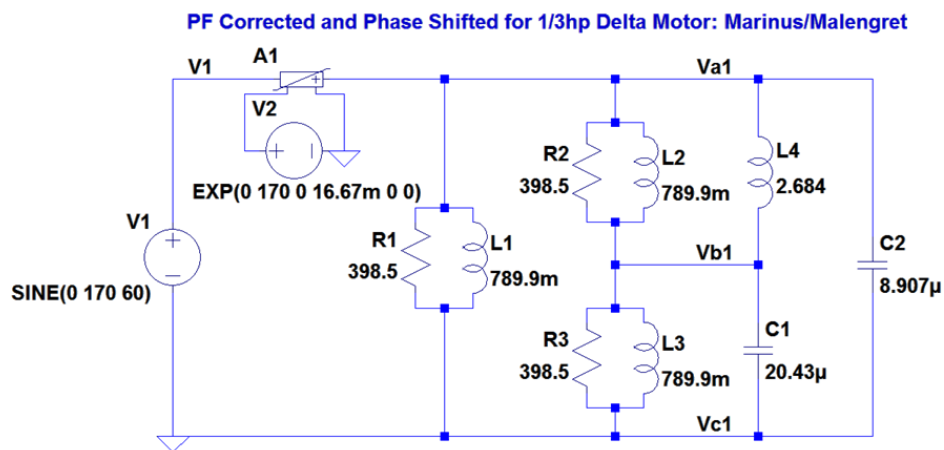 PF Corrected and Phase Shifted for 1/3hp Delta Motor: Marinus/Malengret
V1
A1
Va1
V2
+
+
−
EXP(0 170 0 16.67m 0 0)
R2
398.5
L2
789.9m
L4
2.684
V1
+
−
SINE(0 170 60)
R1
398.5
L1
789.9m
Vb1
C2
8.907µ
R3
398.5
L3
789.9m
C1
20.43µ
Vc1